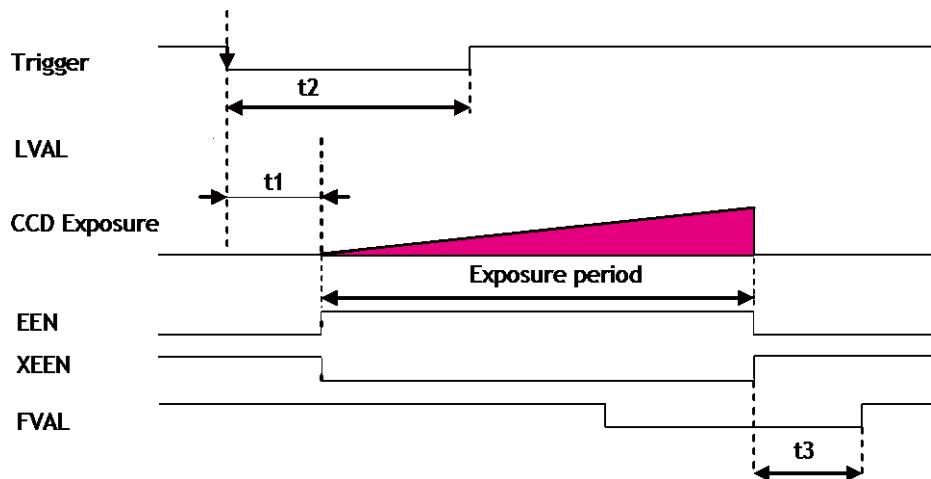 Trigger
t2
LVAL
t1
CCD Exposure
Exposure period
EEN
XEEN
FVAL
t3